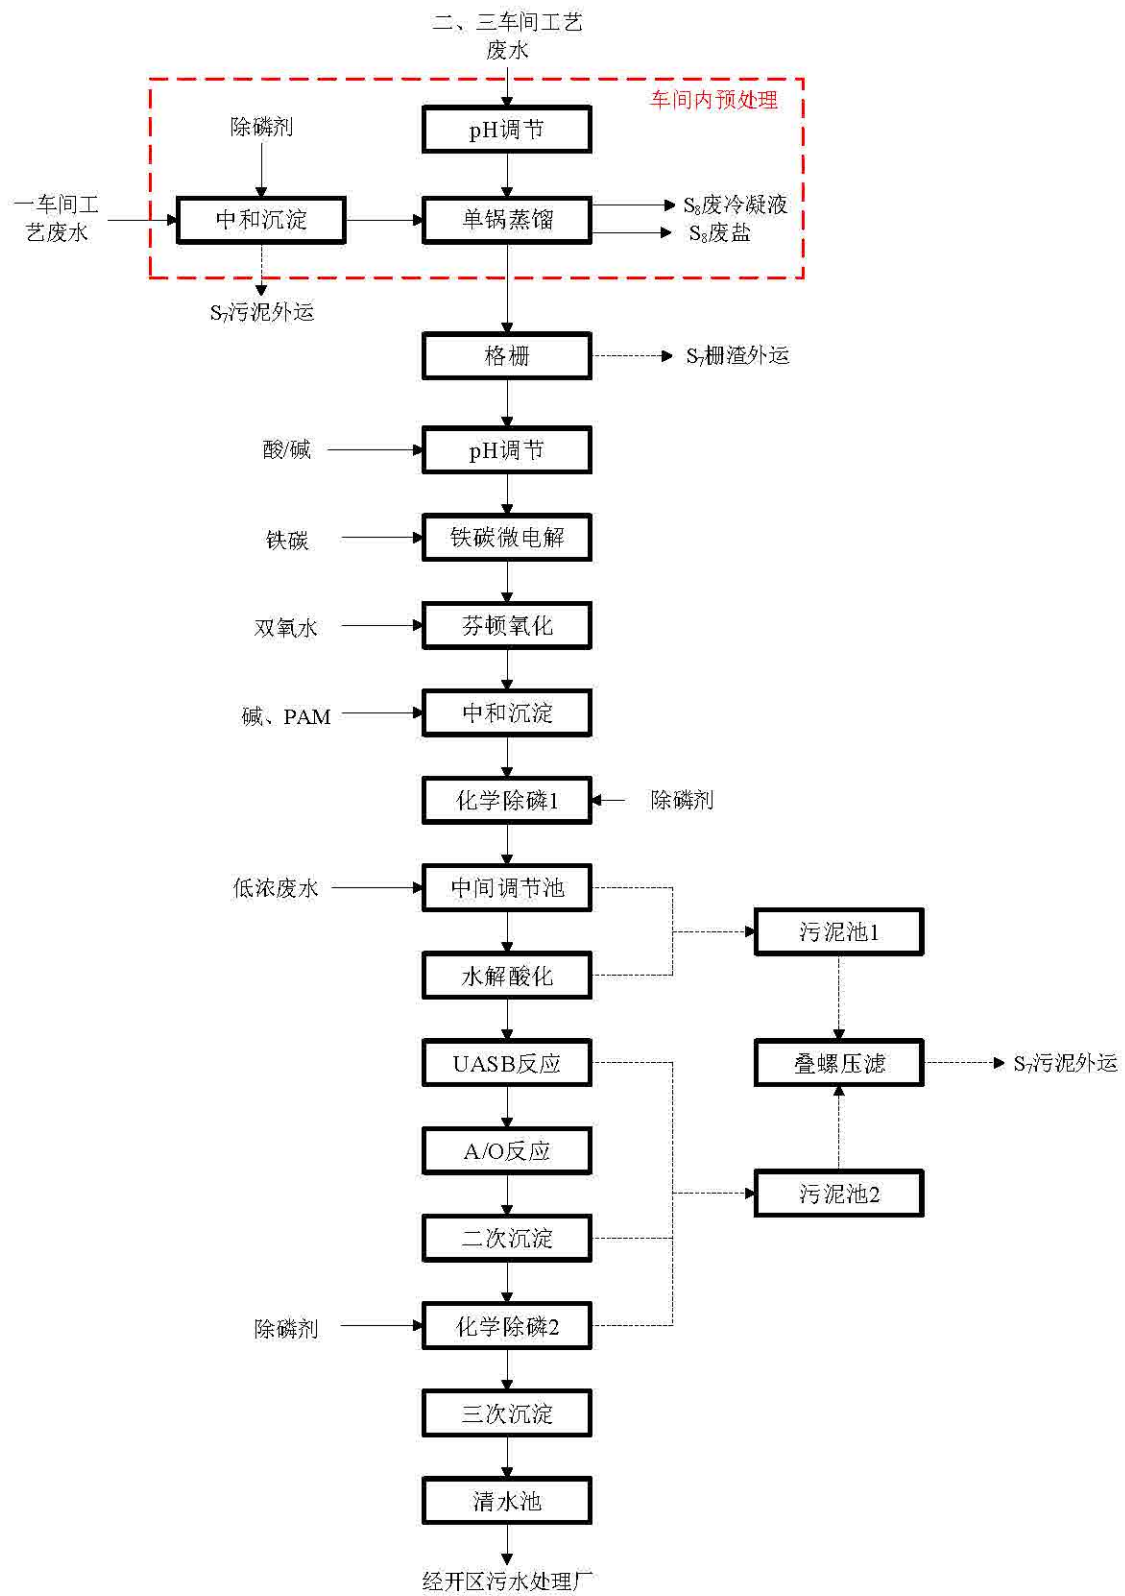 二、三车间工艺
废水
车间内预处理
pH调节
除磷剂
一车间工
艺废水
中和沉淀
单锅蒸馏
S₈废冷凝液
S₈废盐
S₇污泥外运
格栅
S₇栅渣外运
酸/碱
pH调节
铁碳
铁碳微电解
双氧水
芬顿氧化
碱、PAM
中和沉淀
化学除磷1
除磷剂
低浓废水
中间调节池
污泥池1
水解酸化
UASB反应
叠螺压滤
S₇污泥外运
A/O反应
污泥池2
二次沉淀
除磷剂
化学除磷2
三次沉淀
清水池
经开区污水处理厂